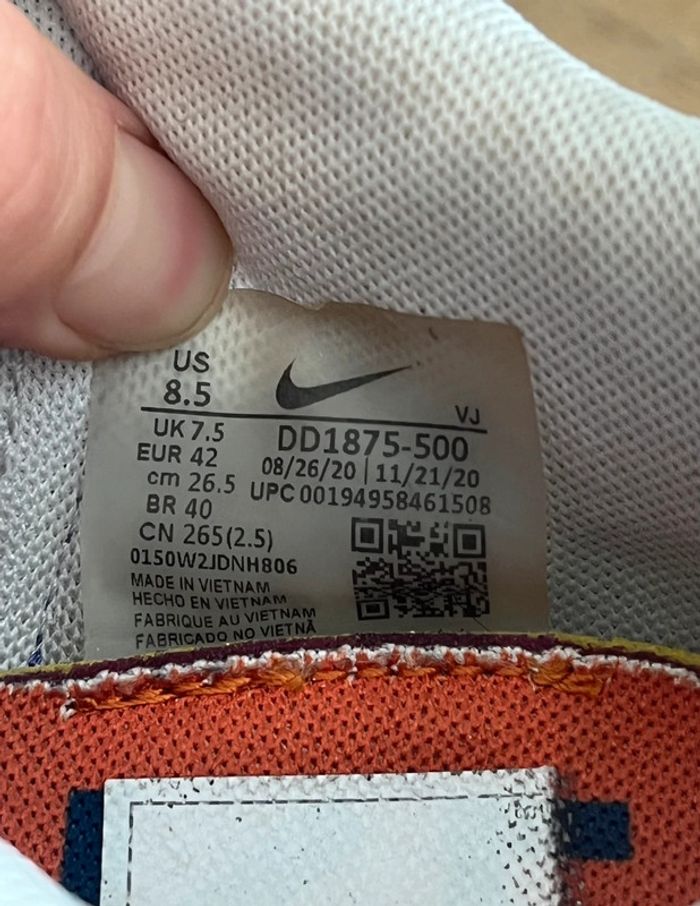 US
8.5
VJ
UK 7.5
DD1875-500
EUR 42
08/26/20 | 11/21/20
cm 26.5
UPC 00194958461508
BR 40
CN 265(2.5)
0150W2JDNH806
MADE IN VIETNAM
HECHO EN VIETNAM
FABRIQUE AU VIETNAM
FABRICADO NO VIETNÃ